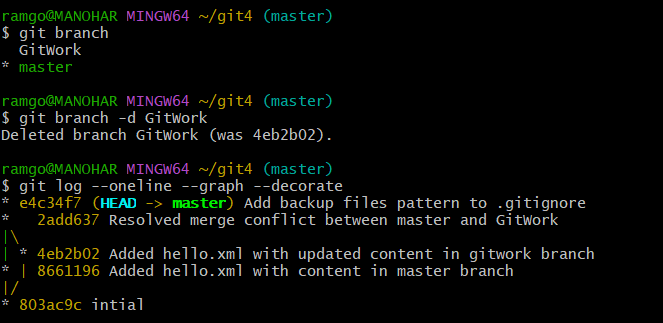 ramgo@MANOHAR MINGW64 ~/git4 (master)
$ git branch
  GitWork
* master

ramgo@MANOHAR MINGW64 ~/git4 (master)
$ git branch -d GitWork
Deleted branch GitWork (was 4eb2b02).

ramgo@MANOHAR MINGW64 ~/git4 (master)
$ git log --oneline --graph --decorate
* e4c34f7 (HEAD -> master) Add backup files pattern to .gitignore
*   2add637 Resolved merge conflict between master and GitWork
|\
| * 4eb2b02 Added hello.xml with updated content in gitwork branch
* | 8661196 Added hello.xml with content in master branch
|/
* 803ac9c intial